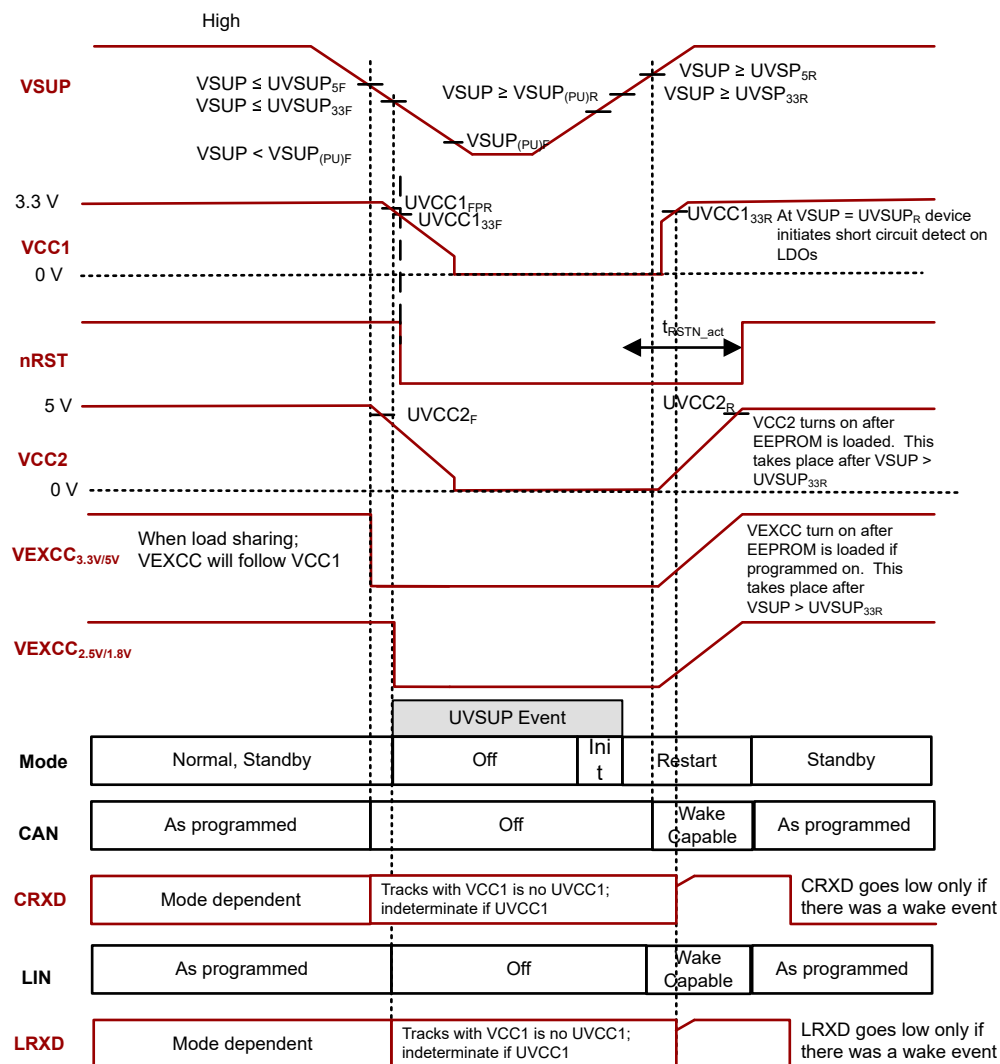 High
VSUP
VSUP ≤ UVSUP5F
VSUP ≤ UVSUP33F
VSUP < VSUP(PU)F
VSUP ≥ VSUP(PU)R
VSUP(PU)F
VSUP ≥ UVSP5R
VSUP ≥ UVSP33R
3.3 V
VCC1
0 V
UVCC1FPR
UVCC133F
UVCC133R
At VSUP = UVSUPR device
initiates short circuit detect on
LDOs
nRST
tRSTN_act
5 V
VCC2
0 V
UVCC2F
UVCC2R
VCC2 turns on after
EEPROM is loaded. This
takes place after VSUP >
UVSUP33R
VEXCC3.3V/5V
When load sharing;
VEXCC will follow VCC1
VEXCC turn on after
EEPROM is loaded if
programmed on. This
takes place after
VSUP > UVSUP33R
VEXCC2.5V/1.8V
UVSUP Event
Mode
Normal, Standby
Off
Ini
t
Restart
Standby
CAN
As programmed
Off
Wake
Capable
As programmed
CRXD
Mode dependent
Tracks with VCC1 is no UVCC1;
indeterminate if UVCC1
CRXD goes low only if
there was a wake event
LIN
As programmed
Off
Wake
Capable
As programmed
LRXD
Mode dependent
Tracks with VCC1 is no UVCC1;
indeterminate if UVCC1
LRXD goes low only if
there was a wake event